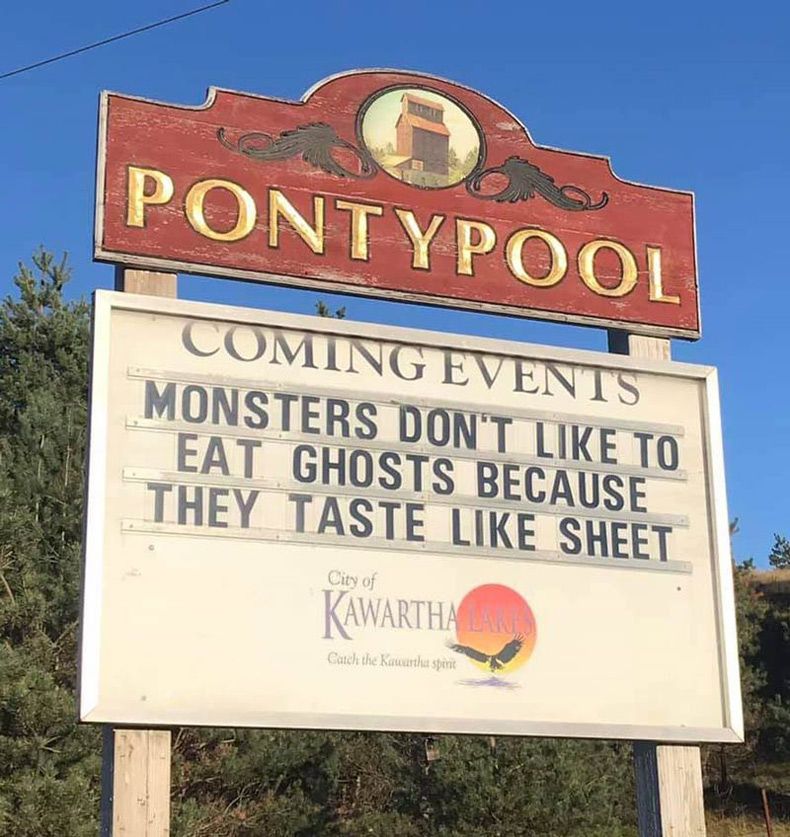 PONTYPOOL
COMING EVENTS
MONSTERS DON'T LIKE TO
EAT GHOSTS BECAUSE
THEY TASTE LIKE SHEET
City of
KAWARTHA LAKES
Catch the Kawartha spirit